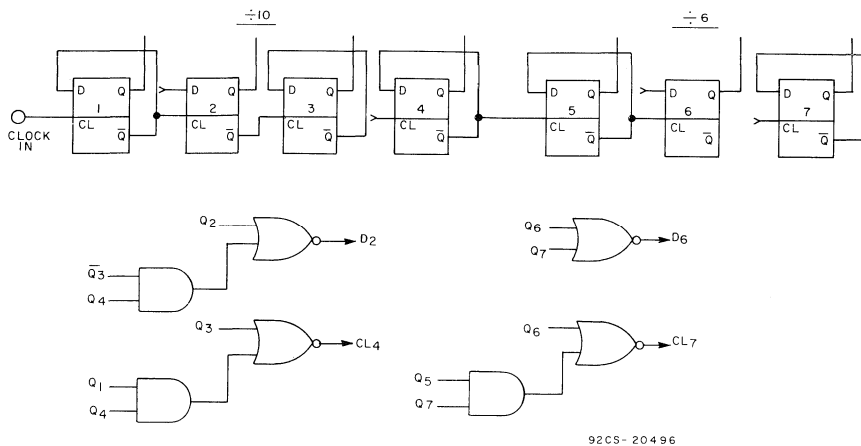 ÷10
÷6
D Q
1
CL Q̅
D Q
2
CL Q̅
D Q
3
CL Q̅
D Q
4
CL Q̅
D Q
5
CL Q̅
D Q
6
CL Q̅
D Q
7
CL Q̅
CLOCK
IN
Q2
D2
Q̅3
Q4
Q3
CL4
Q1
Q4
Q6
Q7
D6
Q6
CL7
Q5
Q7
92CS-20496